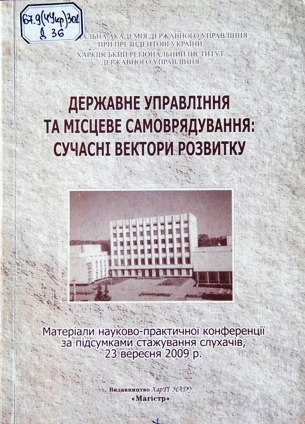 67.9(4Укр)30я
Д 36
АЛЬНА АКАДЕМІЯ ДЕРЖАВНОГО УПРАВЛІННЯ
ПРИ ПРЕЗИДЕНТОВІ УКРАЇНИ
ХАРКІВСЬКИЙ РЕГІОНАЛЬНИЙ ІНСТИТУТ
ДЕРЖАВНОГО УПРАВЛІННЯ
ДЕРЖАВНЕ УПРАВЛІННЯ
ТА МІСЦЕВЕ САМОВРЯДУВАННЯ:
СУЧАСНІ ВЕКТОРИ РОЗВИТКУ
Матеріали науково-практичної конференції
за підсумками стажування слухачів,
23 вересня 2009 р.
Видавництво ХарРІ НАДУ
«Магістр»